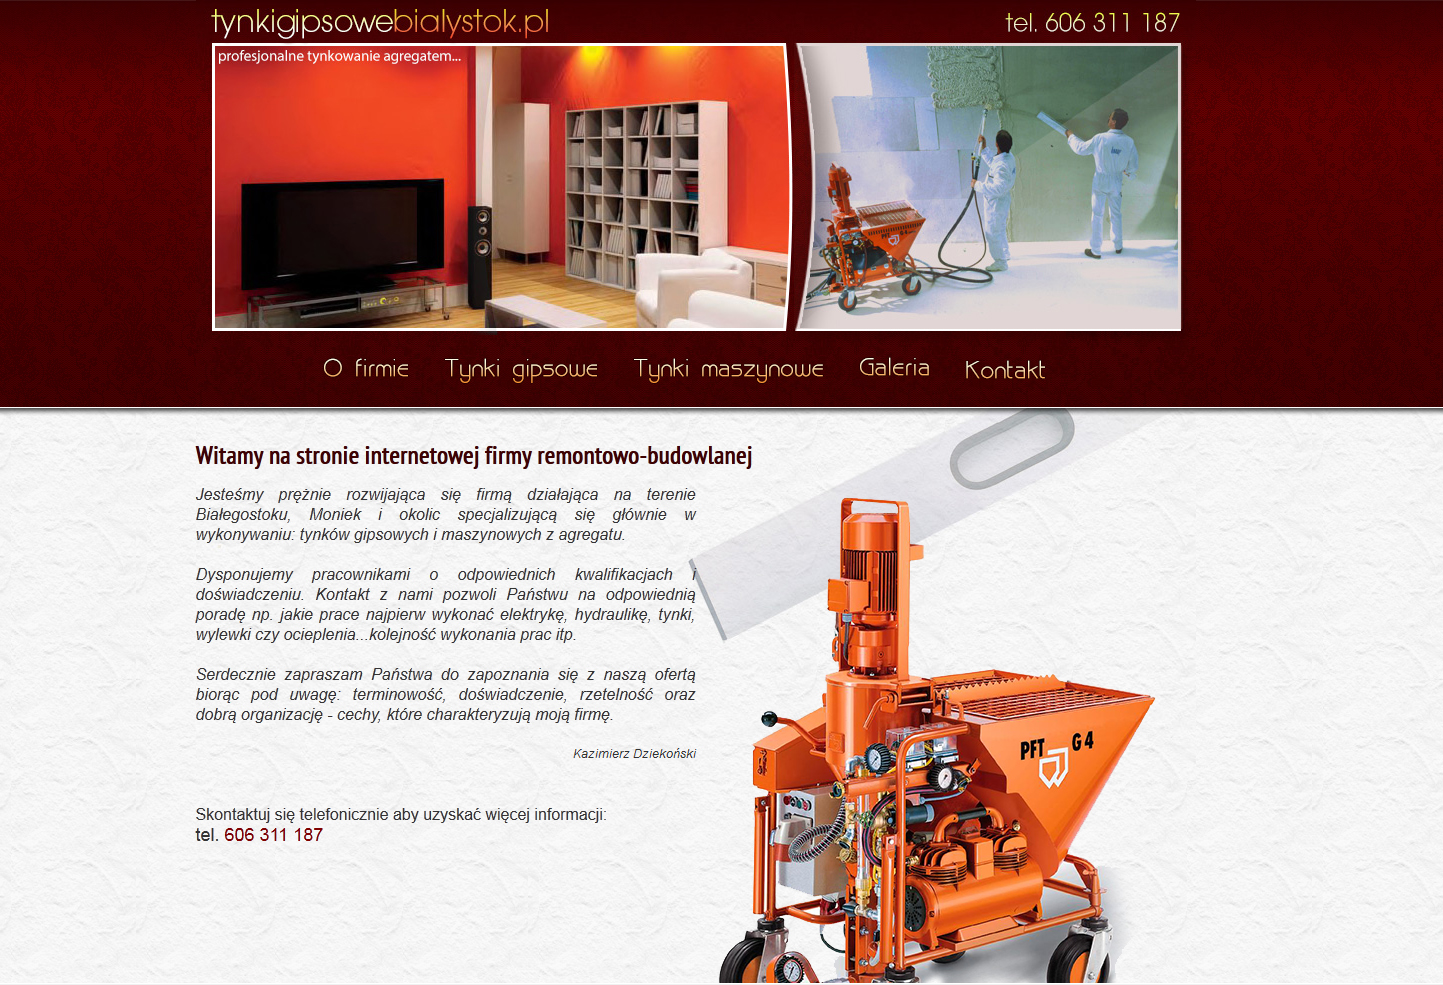 tynkigipsowebialystok.pl
tel. 606 311 187
profesjonalne tynkowanie agregatem...
G 4
O firmie
Tynki gipsowe
Tynki maszynowe
Galeria
Kontakt
Witamy na stronie internetowej firmy remontowo-budowlanej
Jesteśmy prężnie rozwijająca się firmą działająca na terenie
Białegostoku, Moniek i okolic specjalizującą się głównie w
wykonywaniu: tynków gipsowych i maszynowych z agregatu.
Dysponujemy pracownikami o odpowiednich kwalifikacjach i
doświadczeniu. Kontakt z nami pozwoli Państwu na odpowiednią
poradę np. jakie prace najpierw wykonać elektrykę, hydraulikę, tynki,
wylewki czy ocieplenia...kolejność wykonania prac itp.
Serdecznie zapraszam Państwa do zapoznania się z naszą ofertą
biorąc pod uwagę: terminowość, doświadczenie, rzetelność oraz
dobrą organizację - cechy, które charakteryzują moją firmę.
Kazimierz Dziekoński
Skontaktuj się telefonicznie aby uzyskać więcej informacji:
tel. 606 311 187
PFT G 4